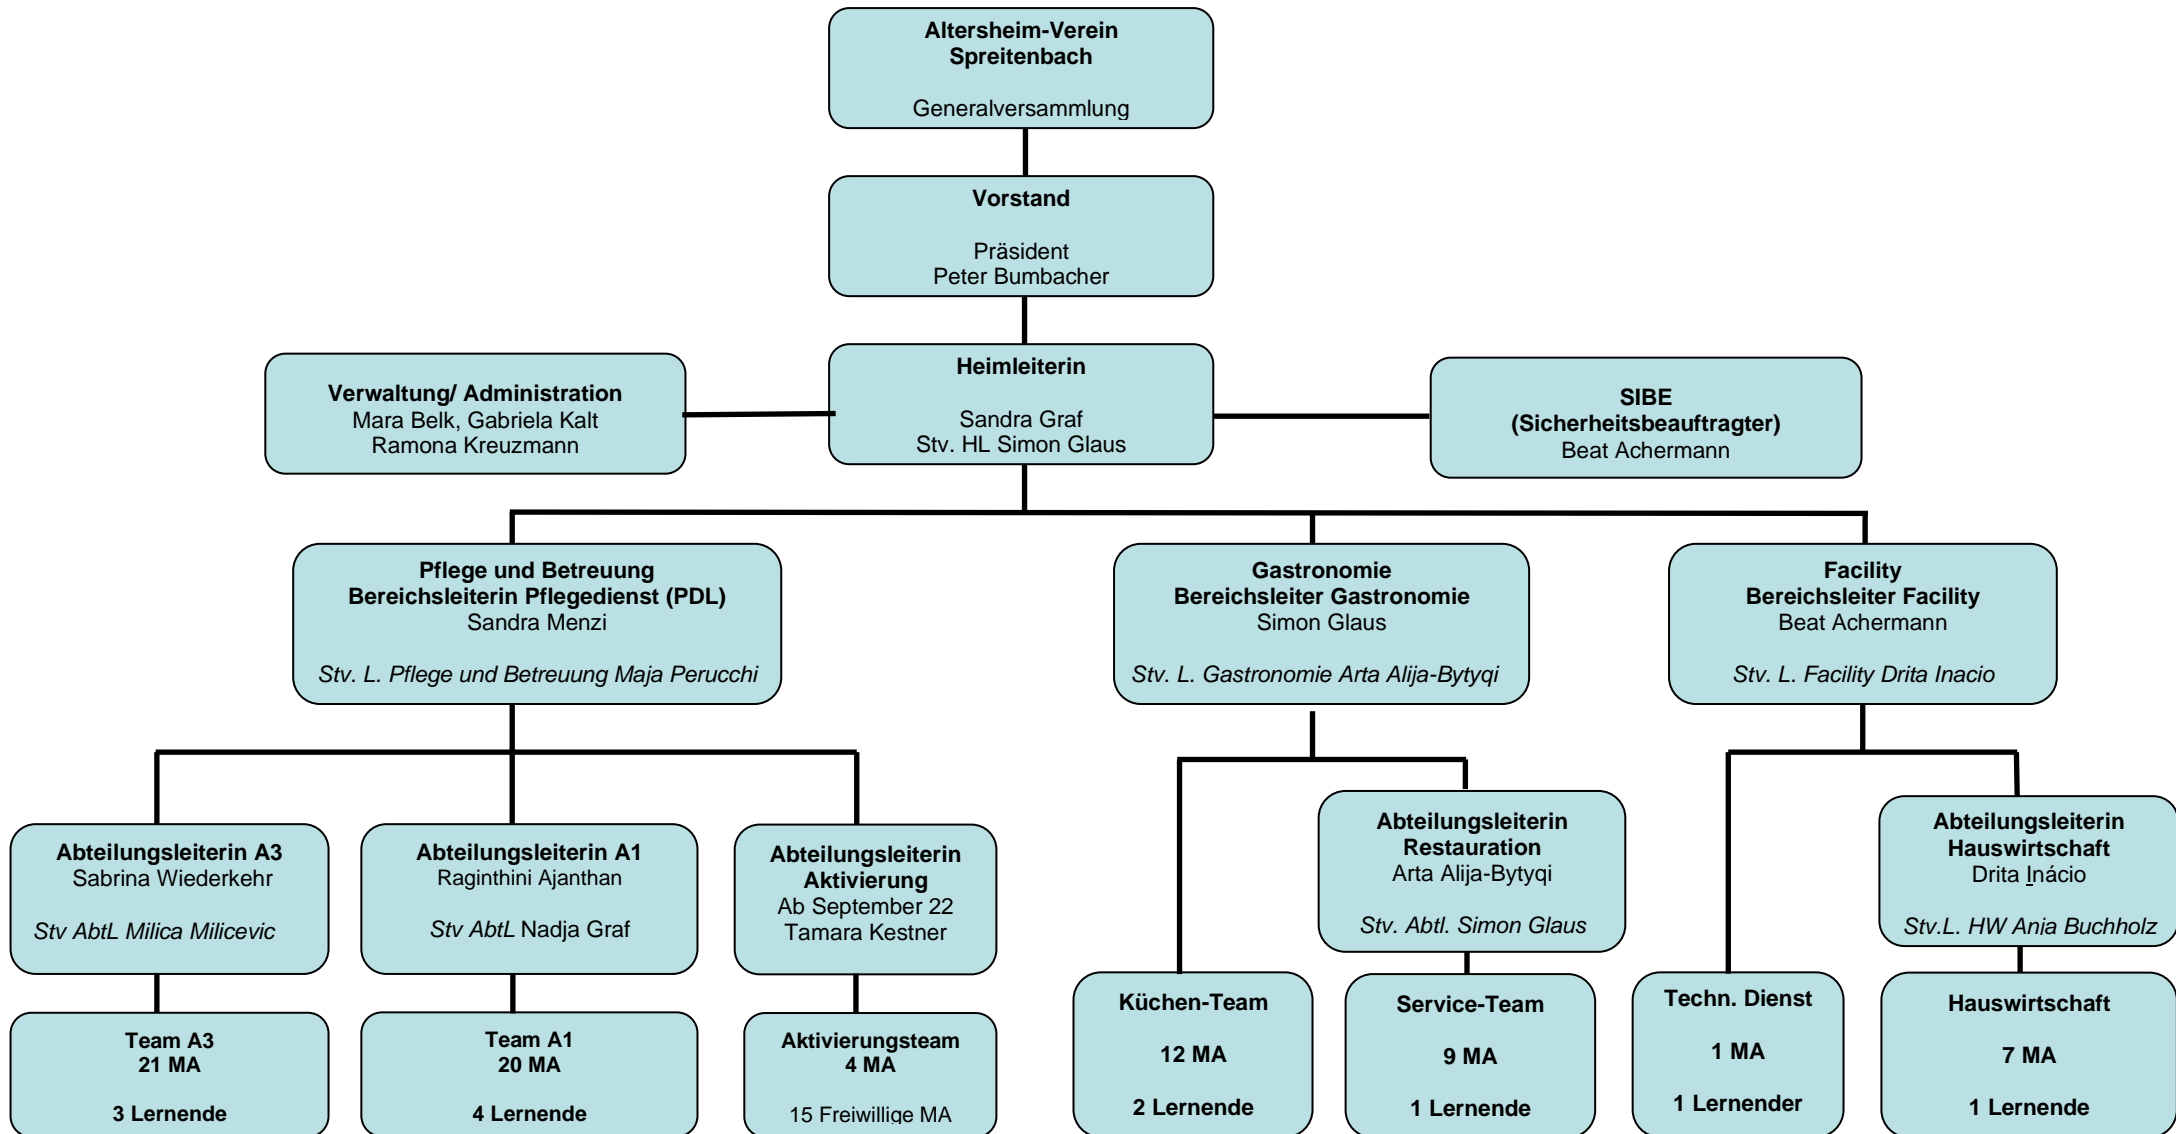 Altersheim-Verein
Spreitenbach
Generalversammlung
Vorstand
Präsident
Peter Bumbacher
Verwaltung/ Administration
Mara Belk, Gabriela Kalt
Ramona Kreuzmann
Heimleiterin
Sandra Graf
Stv. HL Simon Glaus
SIBE
(Sicherheitsbeauftragter)
Beat Achermann
Pflege und Betreuung
Bereichsleiterin Pflegedienst (PDL)
Sandra Menzi
Stv. L. Pflege und Betreuung Maja Perucchi
Gastronomie
Bereichsleiter Gastronomie
Simon Glaus
Stv. L. Gastronomie Arta Alija-Bytyqi
Facility
Bereichsleiter Facility
Beat Achermann
Stv. L. Facility Drita Inacio
Abteilungsleiterin A3
Sabrina Wiederkehr
Stv AbtL Milica Milicevic
Abteilungsleiterin A1
Raginthini Ajanthan
Stv AbtL Nadja Graf
Abteilungsleiterin
Aktivierung
Ab September 22
Tamara Kestner
Abteilungsleiterin
Restauration
Arta Alija-Bytyqi
Stv. Abtl. Simon Glaus
Abteilungsleiterin
Hauswirtschaft
Drita Inácio
Stv.L. HW Anja Buchholz
Team A3
21 MA
3 Lernende
Team A1
20 MA
4 Lernende
Aktivierungsteam
4 MA
15 Freiwillige MA
Küchen-Team
12 MA
2 Lernende
Service-Team
9 MA
1 Lernende
Techn. Dienst
1 MA
1 Lernender
Hauswirtschaft
7 MA
1 Lernende